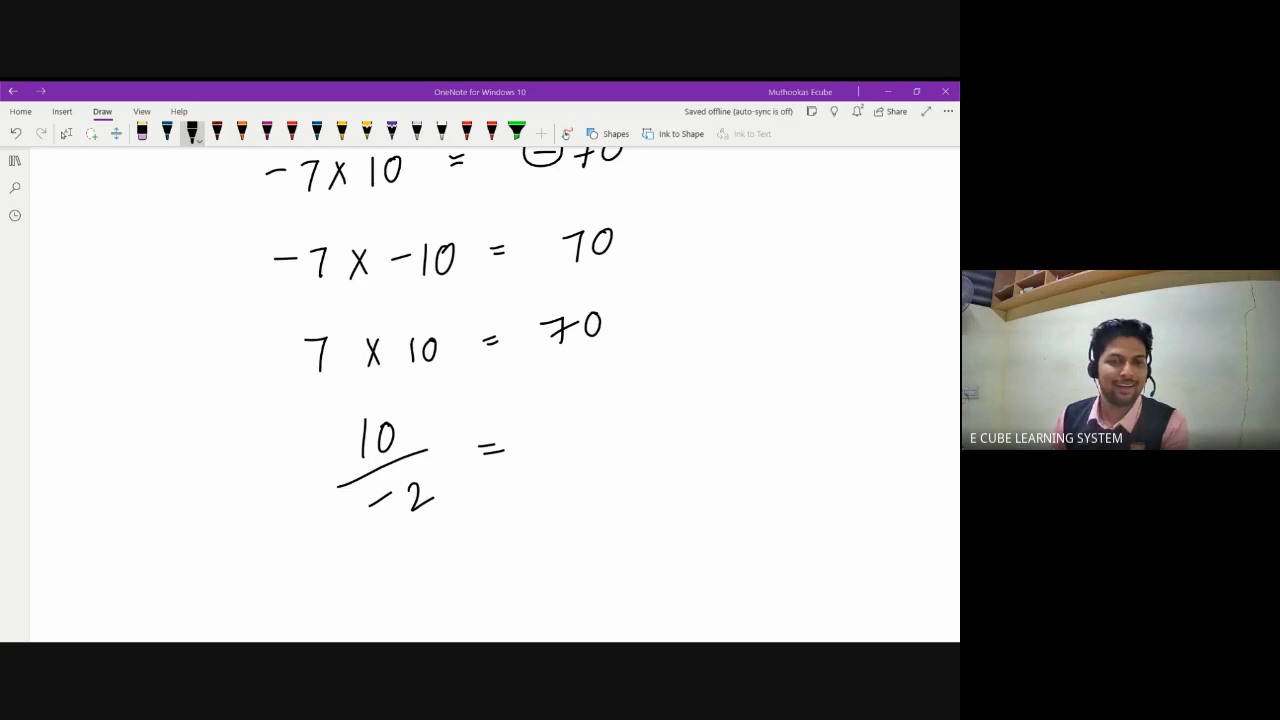 OneNote for Windows 10
Muthookas Ecube
Home Insert Draw View Help
Saved offline (auto-sync is off)
Share
Shapes
Ink to Shape
Ink to Text
-7 x 10 = -70
-7 x -10 = 70
7 x 10 = 70
10
-2 =
E CUBE LEARNING SYSTEM